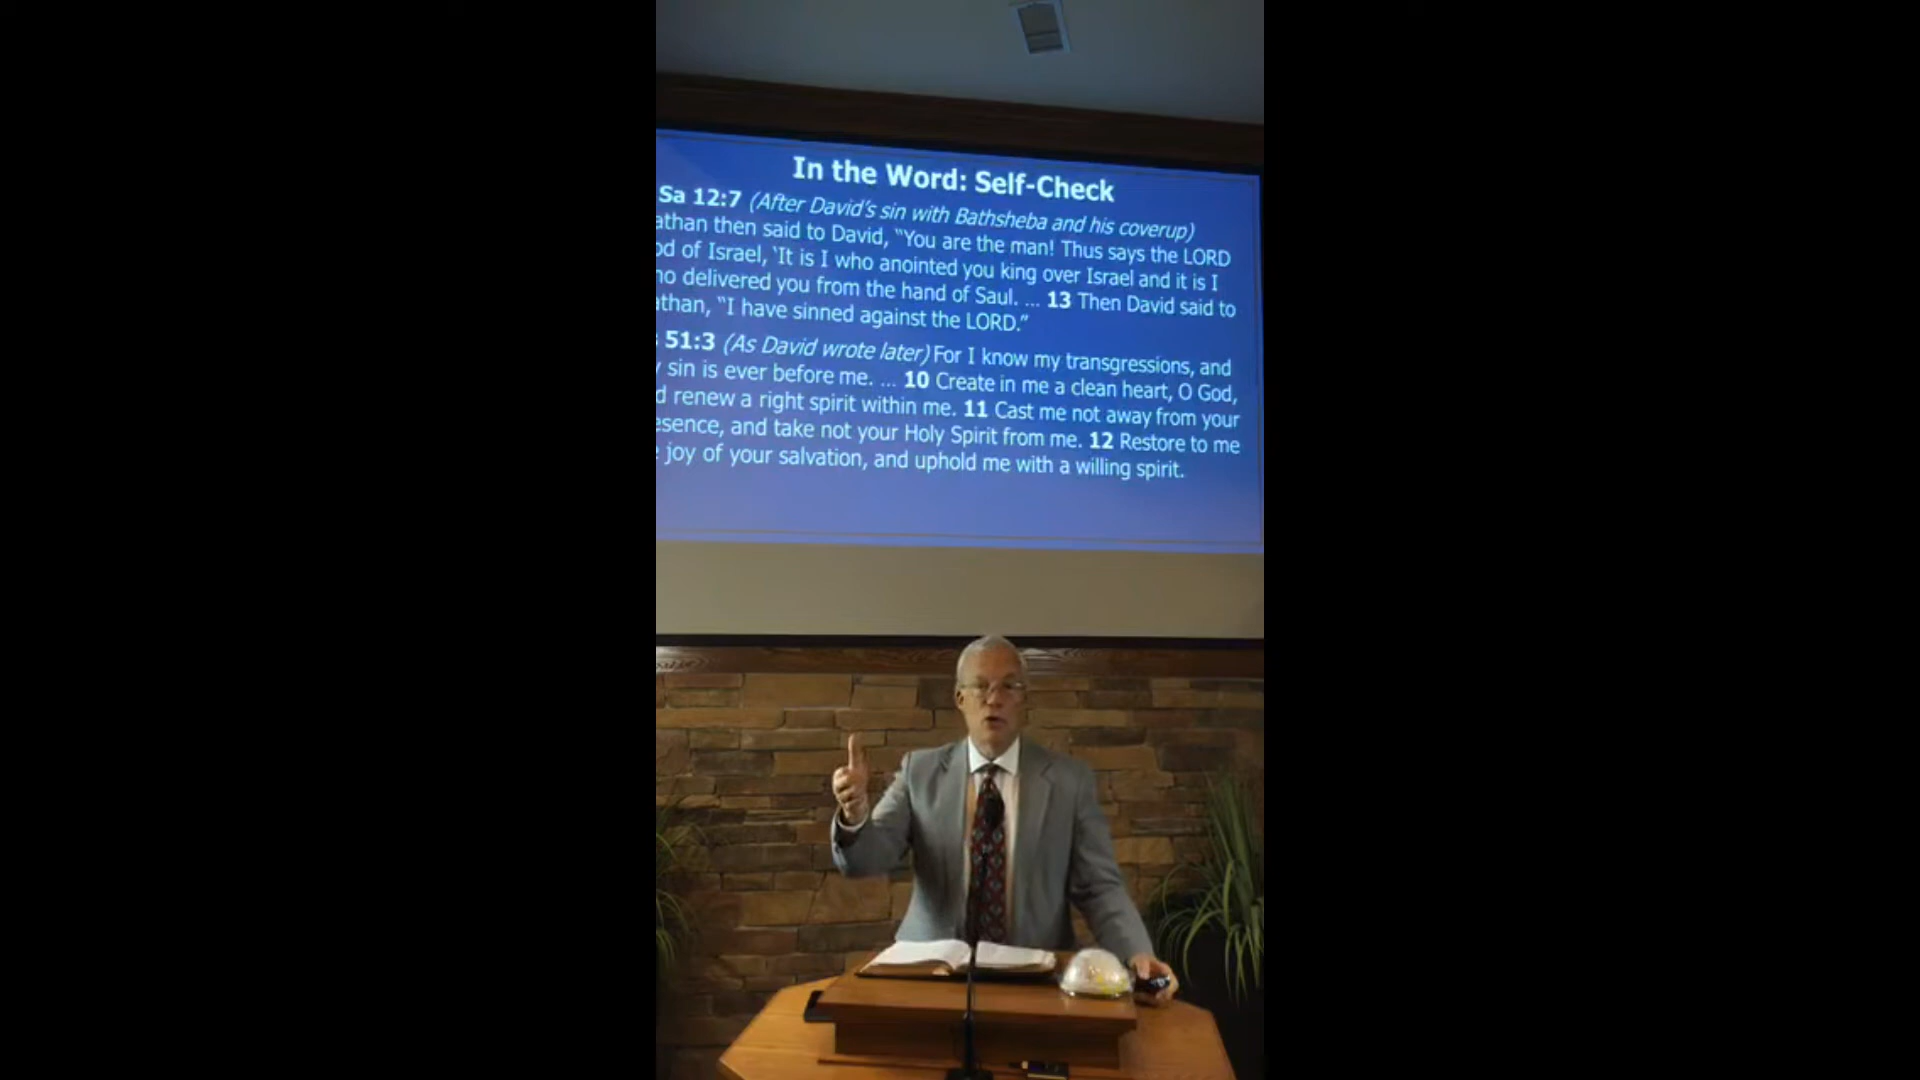 In the Word: Self-Check
Sa 12:7 (After David's sin with Bathsheba and his coverup)
athan then said to David, "You are the man! Thus says the LORD
od of Israel, 'It is I who anointed you king over Israel and it is I
ho delivered you from the hand of Saul. ... 13 Then David said to
athan, "I have sinned against the LORD."
51:3 (As David wrote later) For I know my transgressions, and
y sin is ever before me. ... 10 Create in me a clean heart, O God,
d renew a right spirit within me. 11 Cast me not away from your
esence, and take not your Holy Spirit from me. 12 Restore to me
e joy of your salvation, and uphold me with a willing spirit.